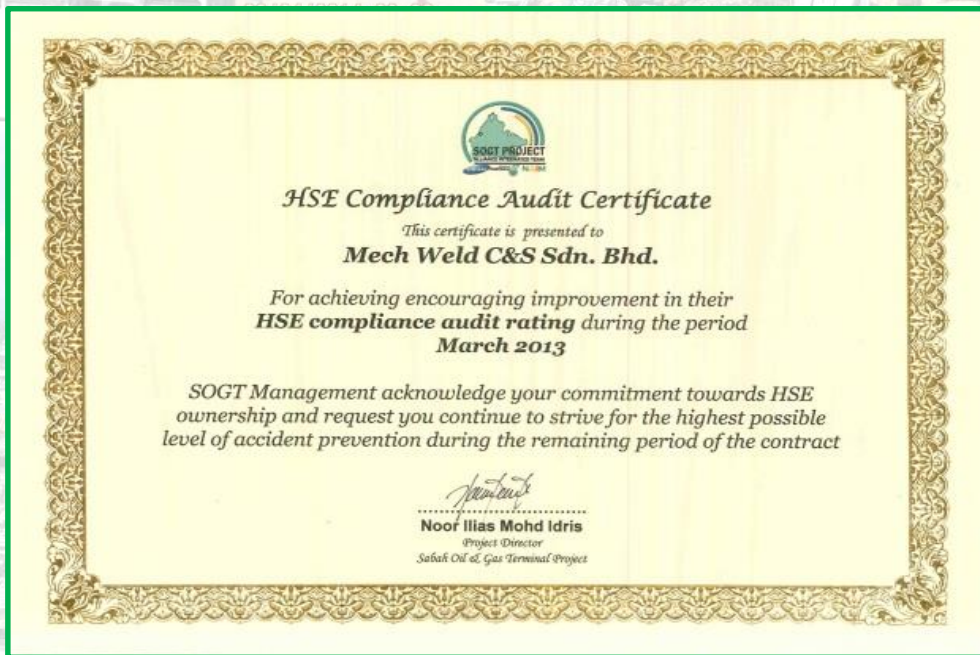 SOGT PROJECT
HSE Compliance Audit Certificate
This certificate is presented to
Mech Weld C&S Sdn. Bhd.
For achieving encouraging improvement in their
HSE compliance audit rating during the period
March 2013
SOGT Management acknowledge your commitment towards HSE
ownership and request you continue to strive for the highest possible
level of accident prevention during the remaining period of the contract
Noor Ilias Mohd Idris
Project Director
Sabah Oil & Gas Terminal Project